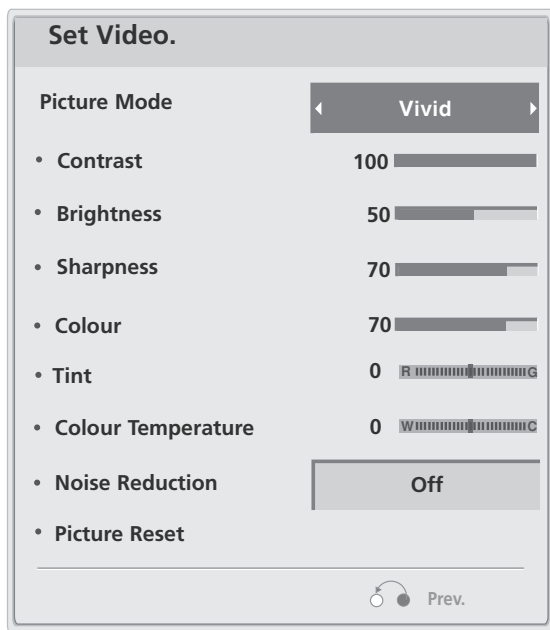 Set Video.
Picture Mode Vivid
• Contrast 100
• Brightness 50
• Sharpness 70
• Colour 70
• Tint 0 R G
• Colour Temperature 0 W C
• Noise Reduction Off
• Picture Reset
Prev.